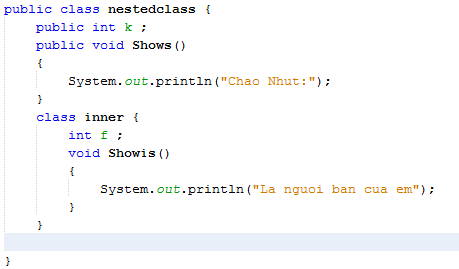 public class nestedclass {
    public int k ;
    public void Shows()
    {
        System.out.println("Chao Nhut:");
    }
    class inner {
        int f ;
        void Showis()
        {
            System.out.println("La nguoi ban cua em");
        }
    }
}